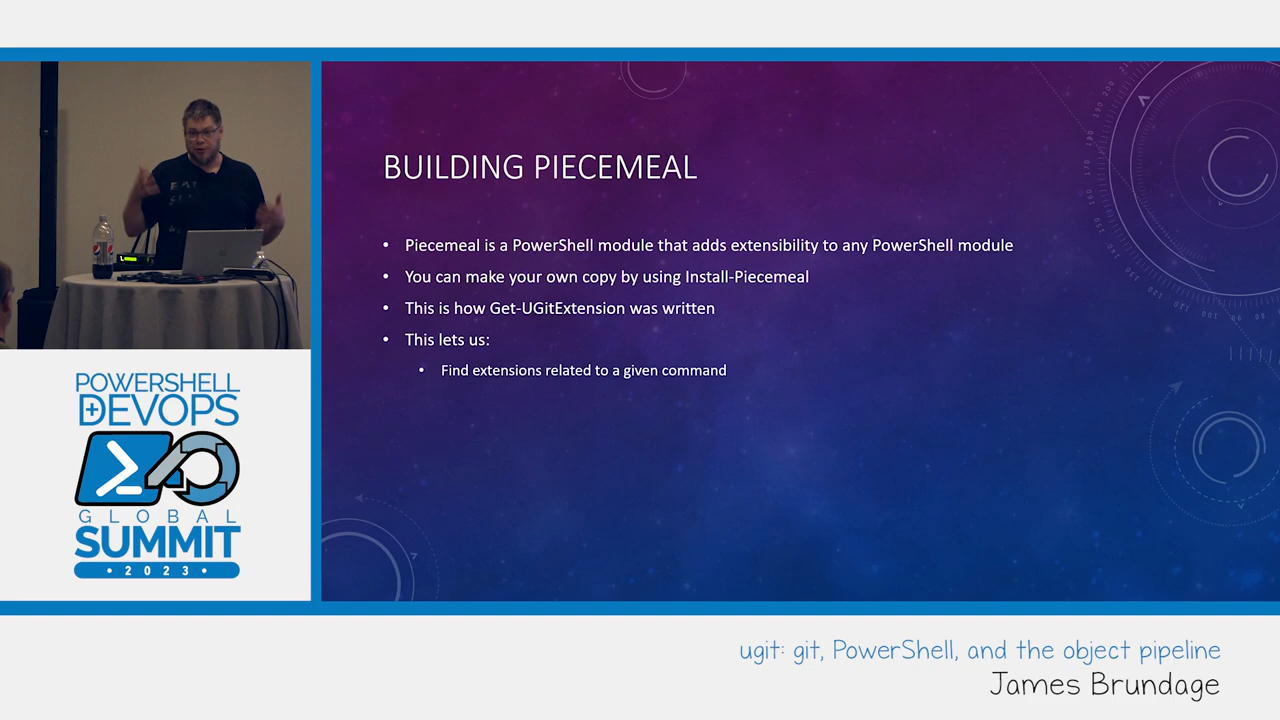 BUILDING PIECEMEAL
• Piecemeal is a PowerShell module that adds extensibility to any PowerShell module
• You can make your own copy by using Install-Piecemeal
• This is how Get-UGitExtension was written
• This lets us:
• Find extensions related to a given command
POWERSHELL
+DEVOPS
GLOBAL
SUMMIT
• 2023 •
ugit: git, PowerShell, and the object pipeline
James Brundage